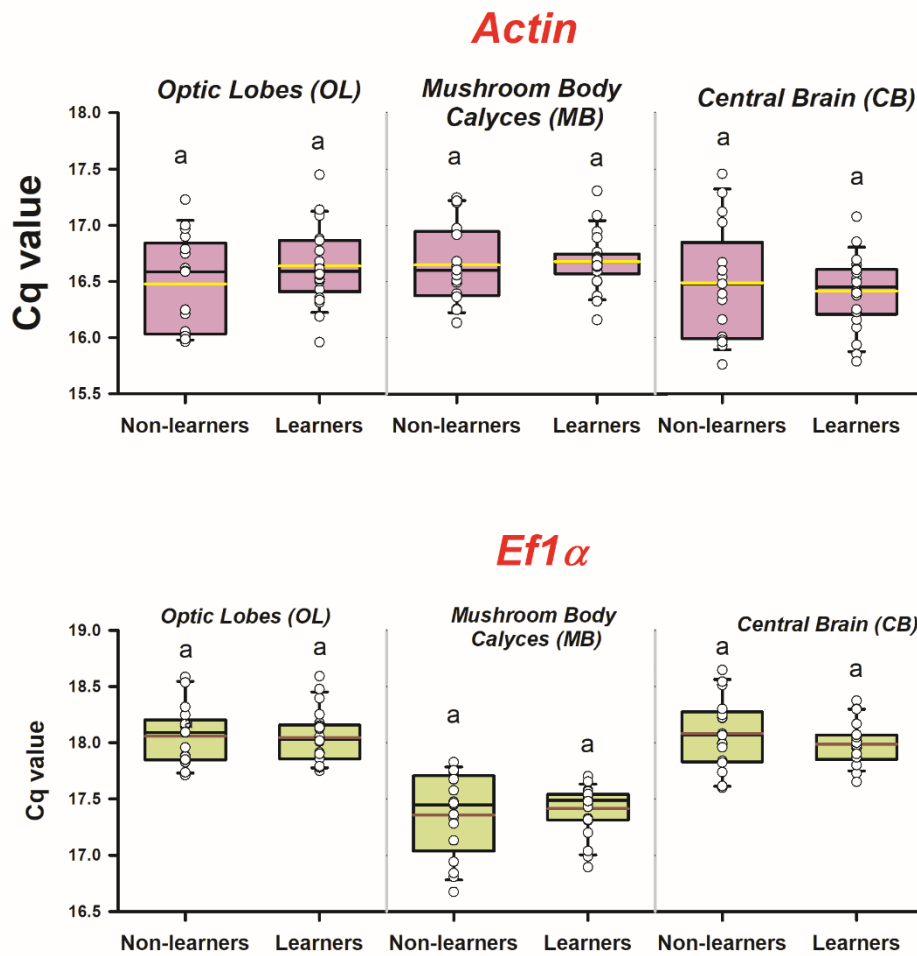 Actin
Optic Lobes (OL)
Mushroom Body
Calyces (MB)
Central Brain (CB)
Cq value
18.0
17.5
17.0
16.5
16.0
15.5
a
a
a
a
a
a
Non-learners
Learners
Non-learners
Learners
Non-learners
Learners
Ef1α
Optic Lobes (OL)
Mushroom Body
Calyces (MB)
Central Brain (CB)
Cq value
19.0
18.5
18.0
17.5
17.0
16.5
a
a
a
a
a
a
a
Non-learners
Learners
Non-learners
Learners
Non-learners
Learners